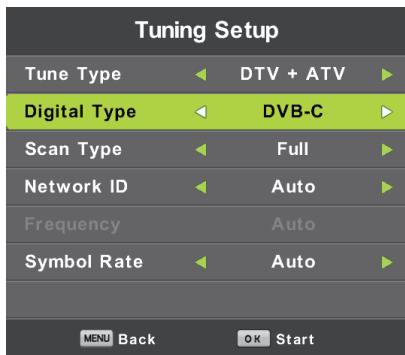 Tuning Setup
Tune Type DTV + ATV
Digital Type DVB-C
Scan Type Full
Network ID Auto
Frequency Auto
Symbol Rate Auto
MENU Back OK Start